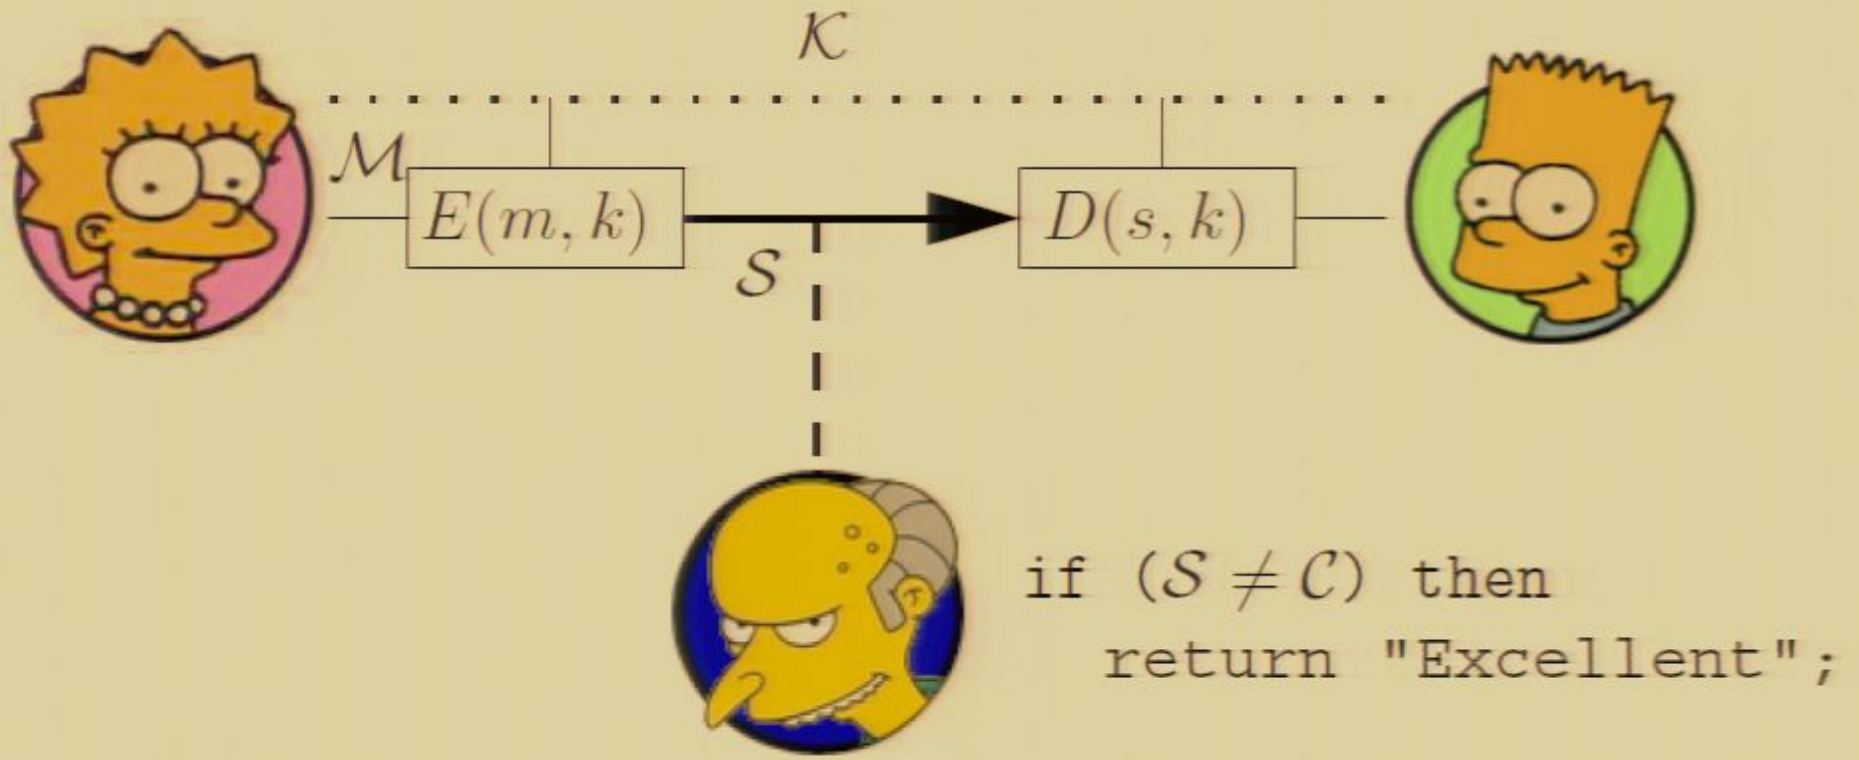 𝒦
ℳ
E(m, k)
D(s, k)
𝒮
if (𝒮 ≠ 𝒞) then
return "Excellent";